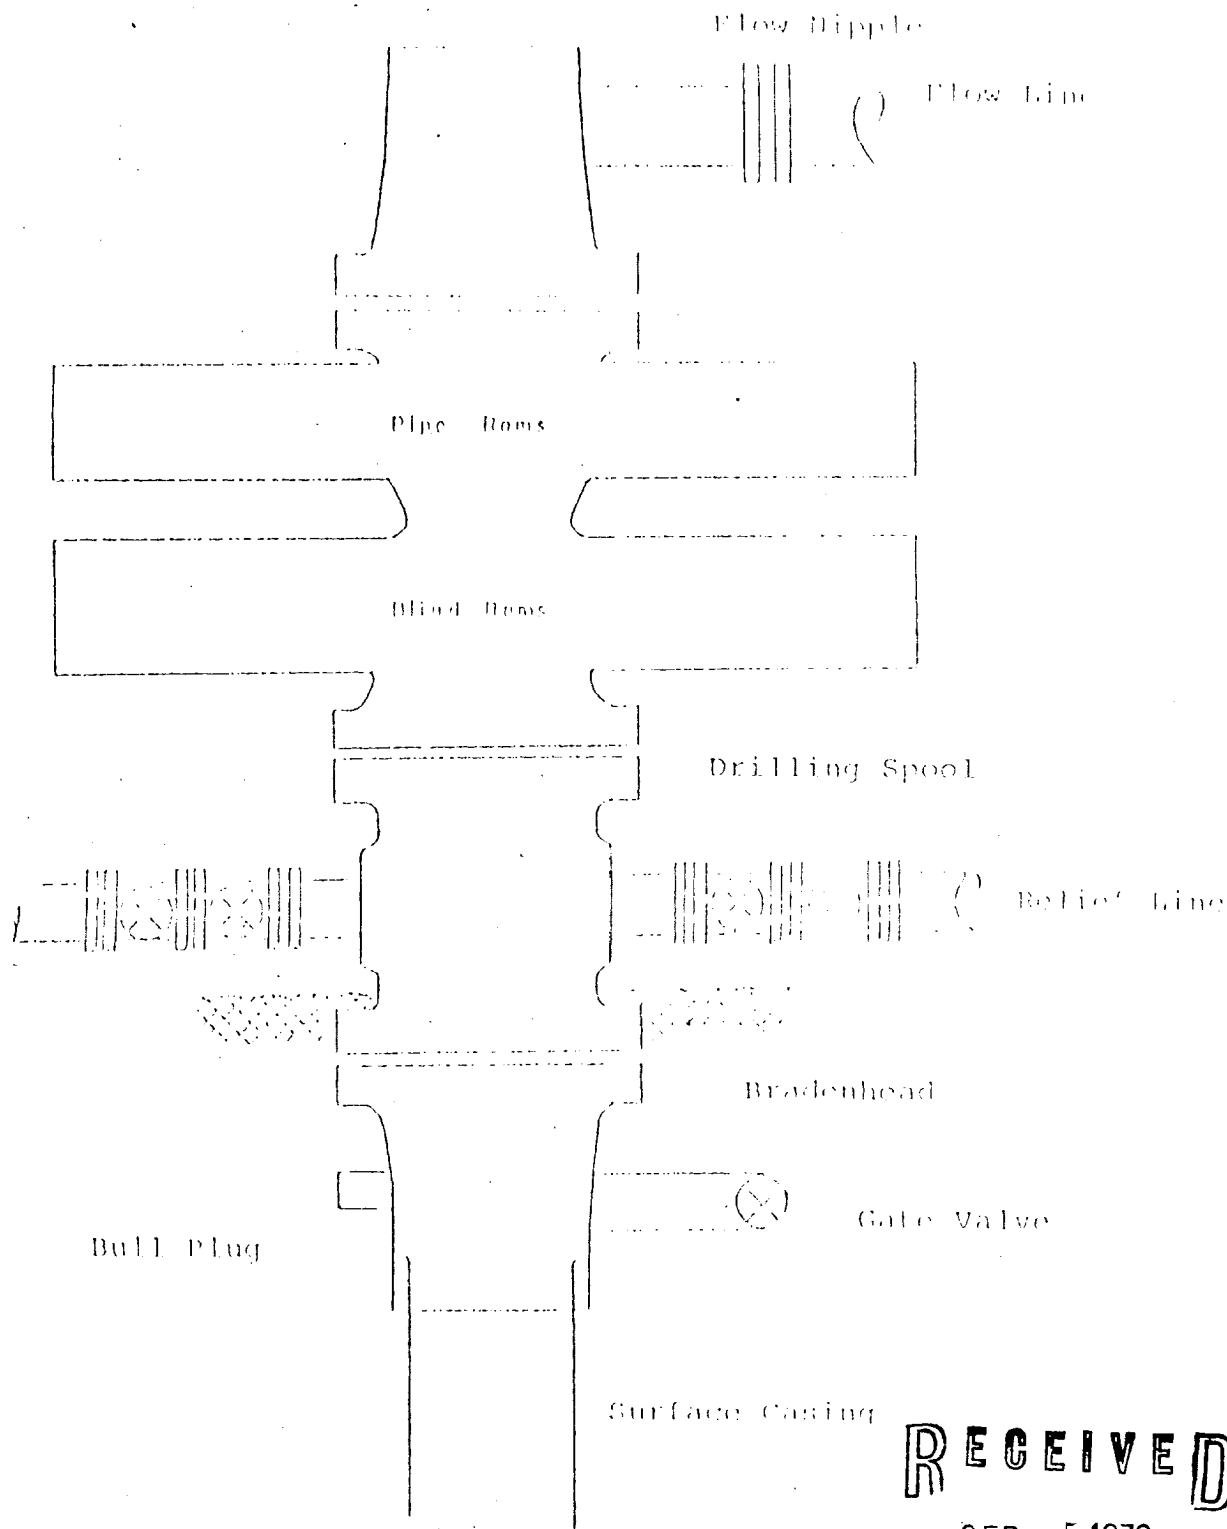 Flow Nipple
Flow Line
Pipe Rams
Blind Rams
Drilling Spool
Relief Line
Bradenhead
Gate Valve
Bull Plug
Surface Casing
RECEIVED